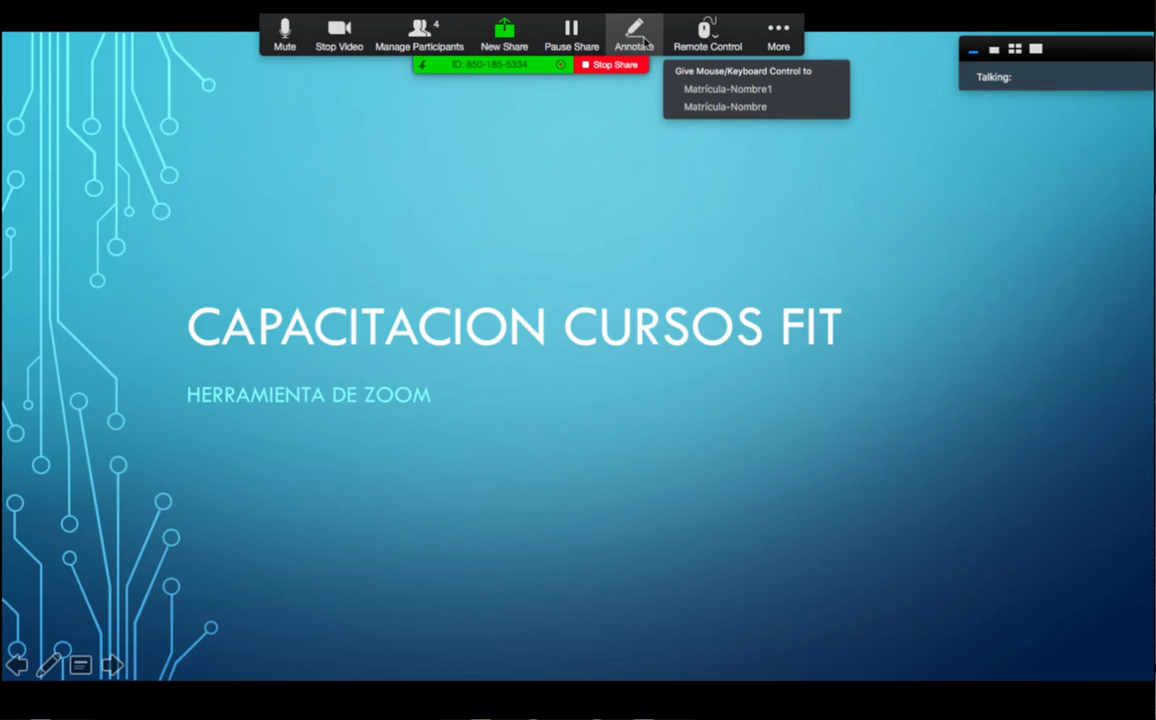 Mute Stop Video Manage Participants 4 New Share Pause Share Annotate Remote Control More
ID: 850-185-5334 Stop Share
Give Mouse/Keyboard Control to
Matrícula-Nombre1
Matrícula-Nombre
Talking:
CAPACITACION CURSOS FIT
HERRAMIENTA DE ZOOM